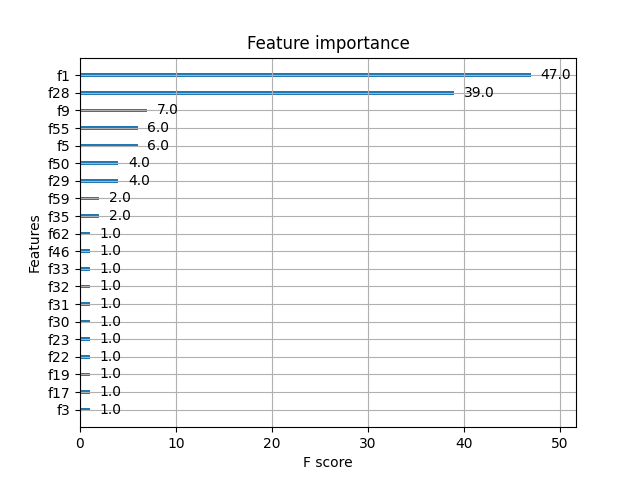 Feature importance
f1 47.0
f28 39.0
f9 7.0
f55 6.0
f5 6.0
f50 4.0
f29 4.0
f59 2.0
f35 2.0
f62 1.0
f46 1.0
f33 1.0
f32 1.0
f31 1.0
f30 1.0
f23 1.0
f22 1.0
f19 1.0
f17 1.0
f3 1.0
Features
0 10 20 30 40 50
F score